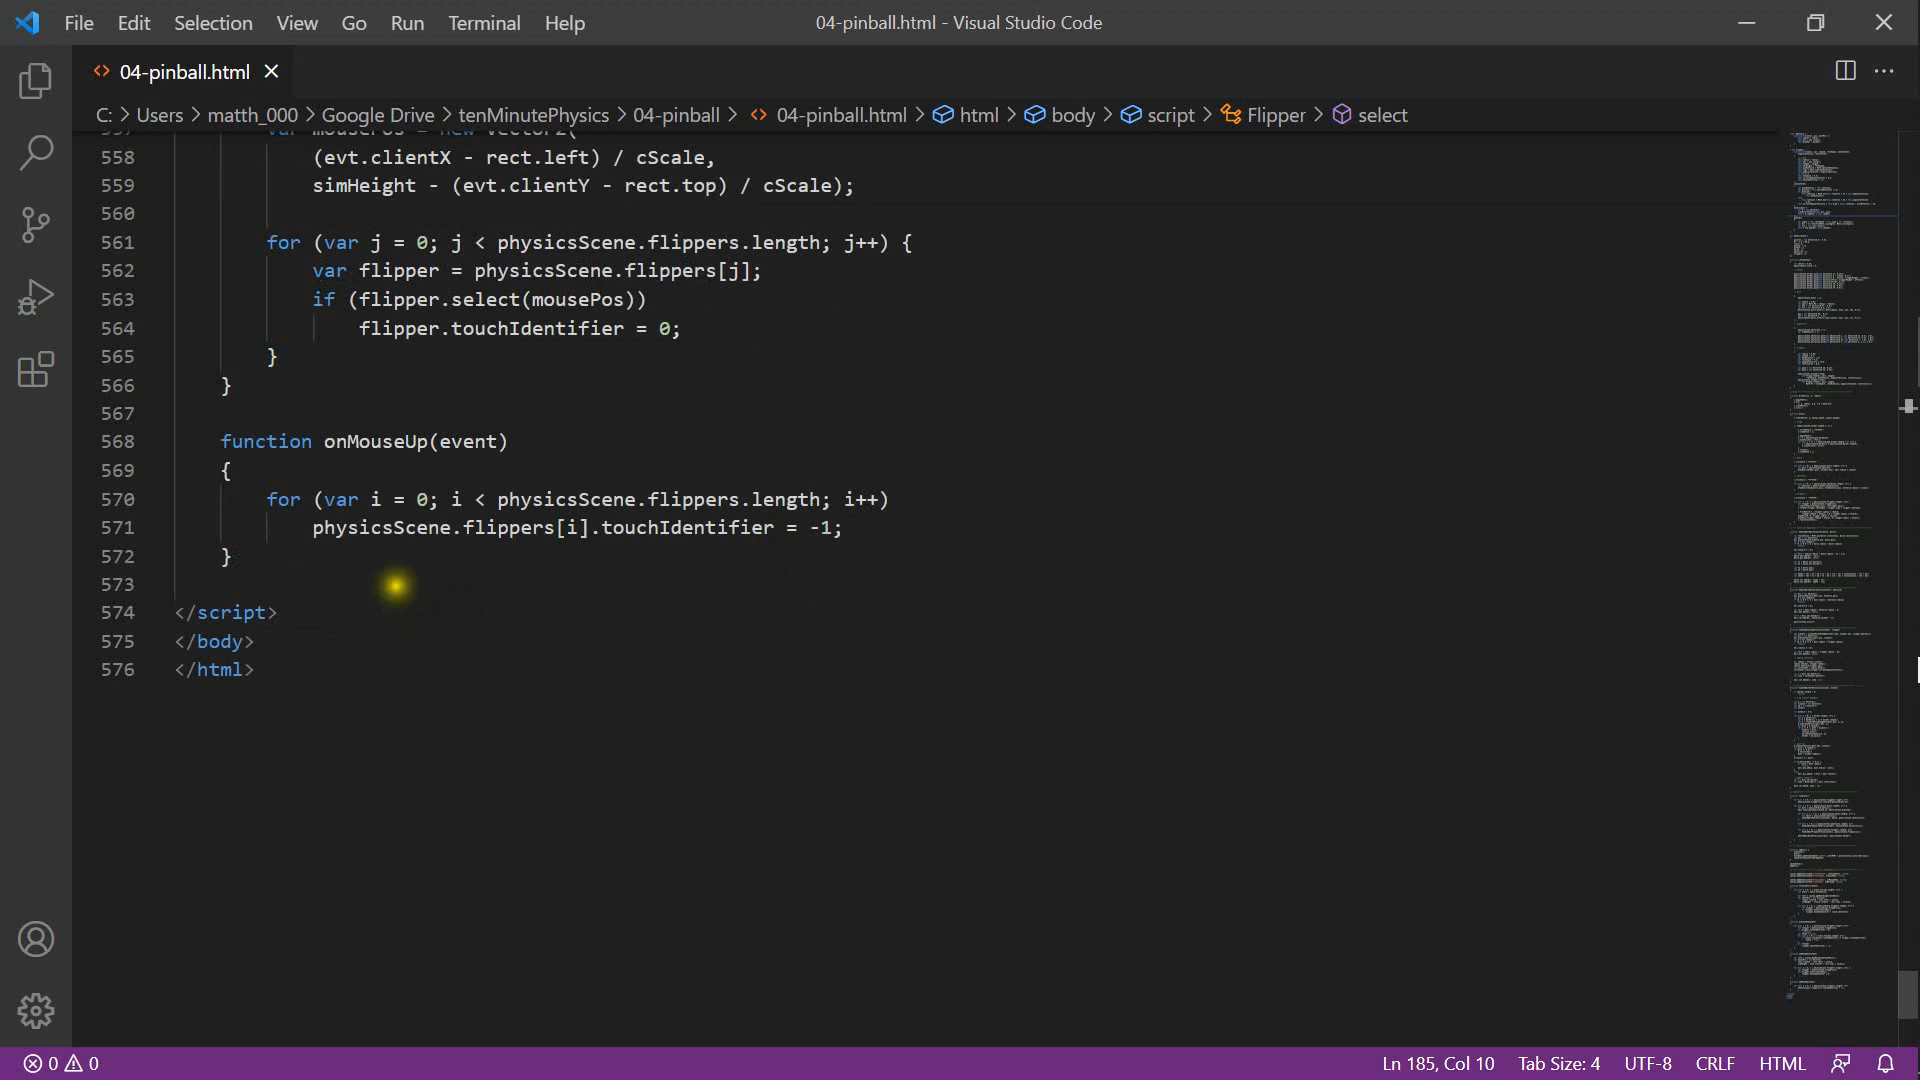 File Edit Selection View Go Run Terminal Help 04-pinball.html - Visual Studio Code
04-pinball.html
C: > Users > matth_000 > Google Drive > tenMinutePhysics > 04-pinball > 04-pinball.html > html > body > script > Flipper > select
557 var mousePos = new Vector2(
558 (evt.clientX - rect.left) / cScale,
559 simHeight - (evt.clientY - rect.top) / cScale);
560
561 for (var j = 0; j < physicsScene.flippers.length; j++) {
562 var flipper = physicsScene.flippers[j];
563 if (flipper.select(mousePos))
564 flipper.touchIdentifier = 0;
565 }
566 }
567
568 function onMouseUp(event)
569 {
570 for (var i = 0; i < physicsScene.flippers.length; i++)
571 physicsScene.flippers[i].touchIdentifier = -1;
572 }
573
574 </script>
575 </body>
576 </html>
0 0 Ln 185, Col 10 Tab Size: 4 UTF-8 CRLF HTML